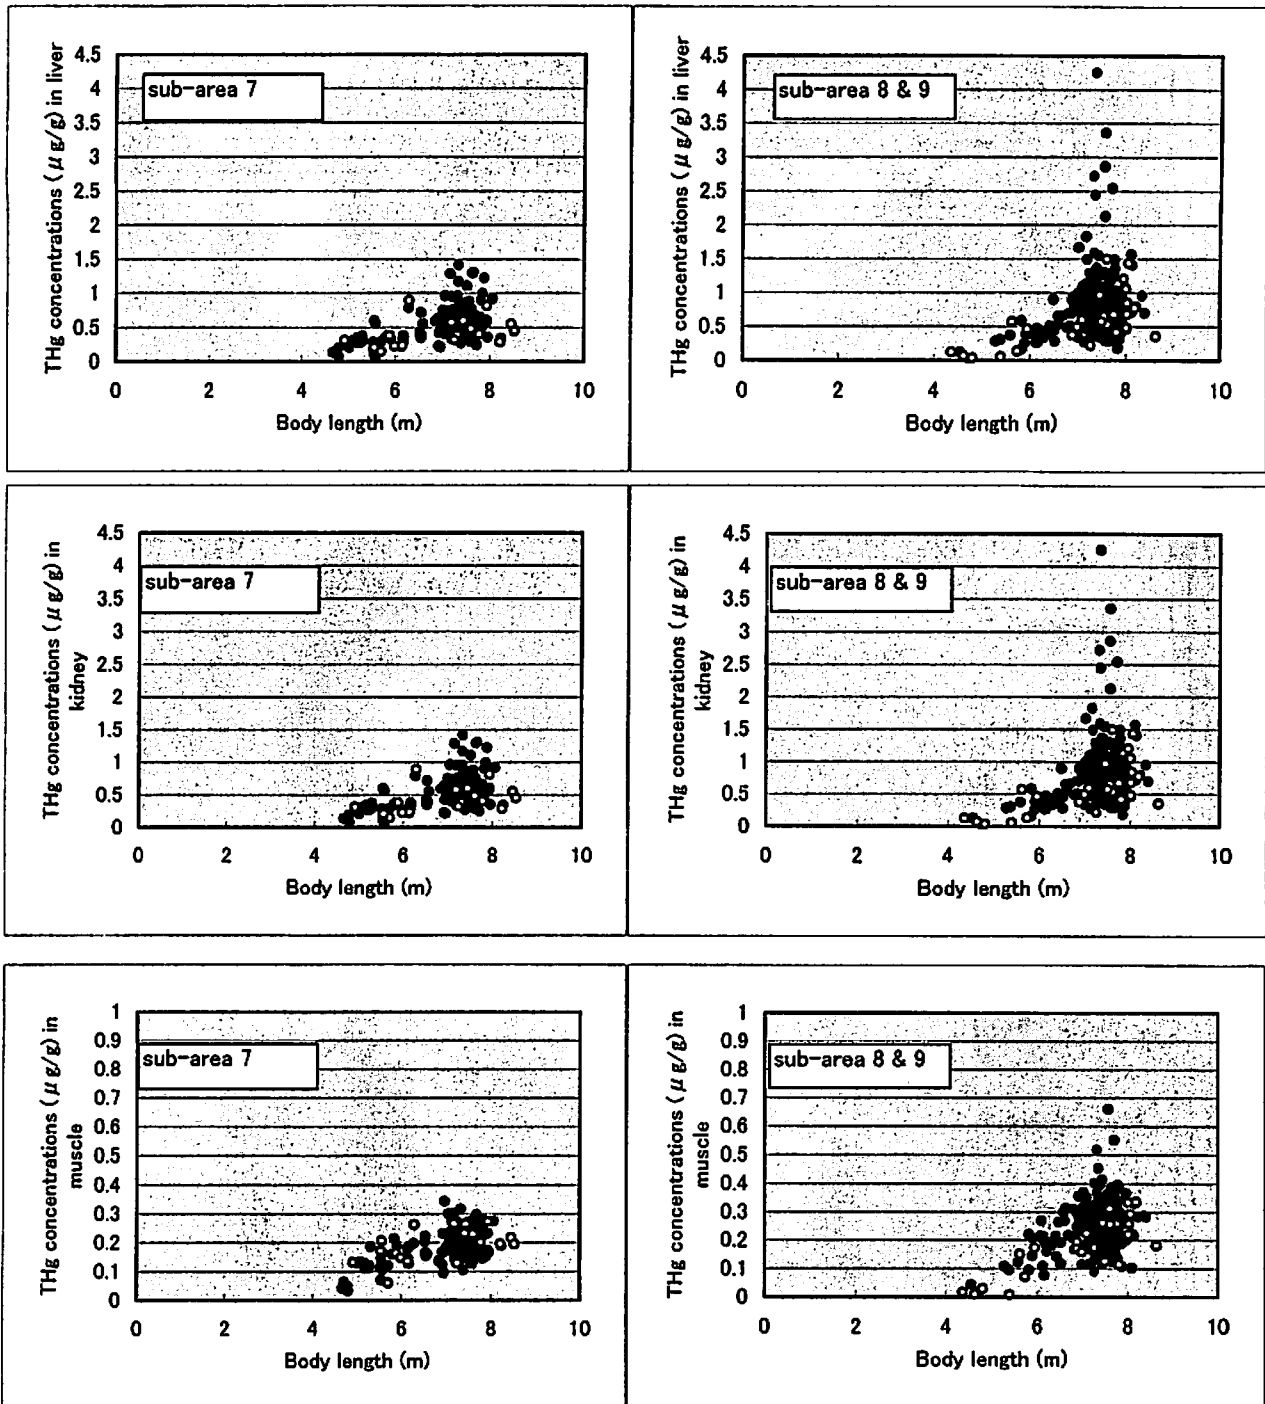 THg concentrations (μg/g) in liver
4.5
4
3.5
3
2.5
2
1.5
1
0.5
0
sub-area 7
0 2 4 6 8 10
Body length (m)
THg concentrations (μg/g) in liver
4.5
4
3.5
3
2.5
2
1.5
1
0.5
0
sub-area 8 & 9
0 2 4 6 8 10
Body length (m)
THg concentrations (μg/g) in
kidney
4.5
4
3.5
3
2.5
2
1.5
1
0.5
0
sub-area 7
0 2 4 6 8 10
Body length (m)
THg concentrations (μg/g) in
kidney
4.5
4
3.5
3
2.5
2
1.5
1
0.5
0
sub-area 8 & 9
0 2 4 6 8 10
Body length (m)
THg concentrations (μg/g) in
muscle
1
0.9
0.8
0.7
0.6
0.5
0.4
0.3
0.2
0.1
0
sub-area 7
0 2 4 6 8 10
Body length (m)
THg concentrations (μg/g) in
muscle
1
0.9
0.8
0.7
0.6
0.5
0.4
0.3
0.2
0.1
0
sub-area 8 & 9
0 2 4 6 8 10
Body length (m)